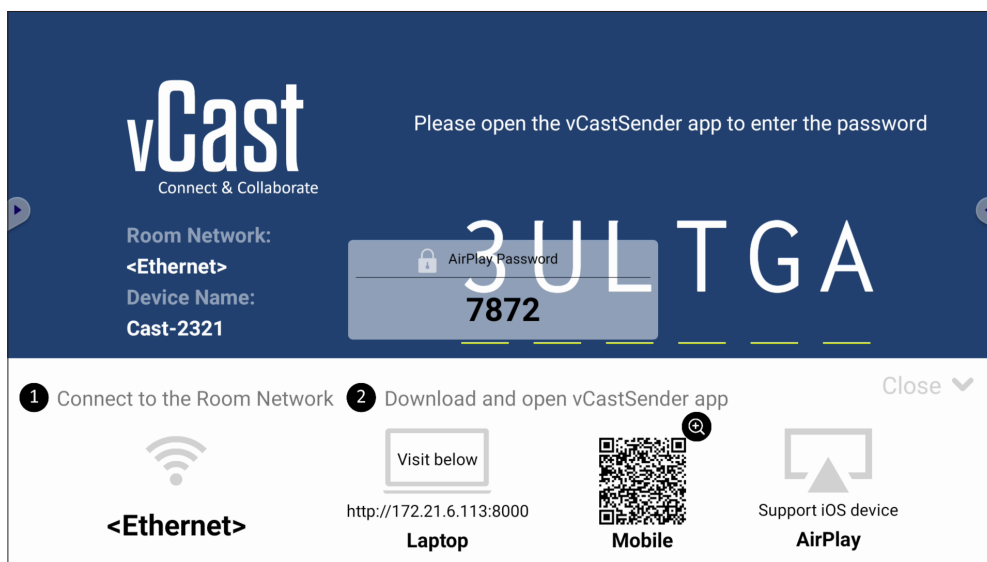 vCast
Connect & Collaborate
Please open the vCastSender app to enter the password
Room Network:
<Ethernet>
Device Name:
Cast-2321
3ULTGA
AirPlay Password
7872
1 Connect to the Room Network
2 Download and open vCastSender app
Close
<Ethernet>
Visit below
http://172.21.6.113:8000
Laptop
Mobile
Support iOS device
AirPlay